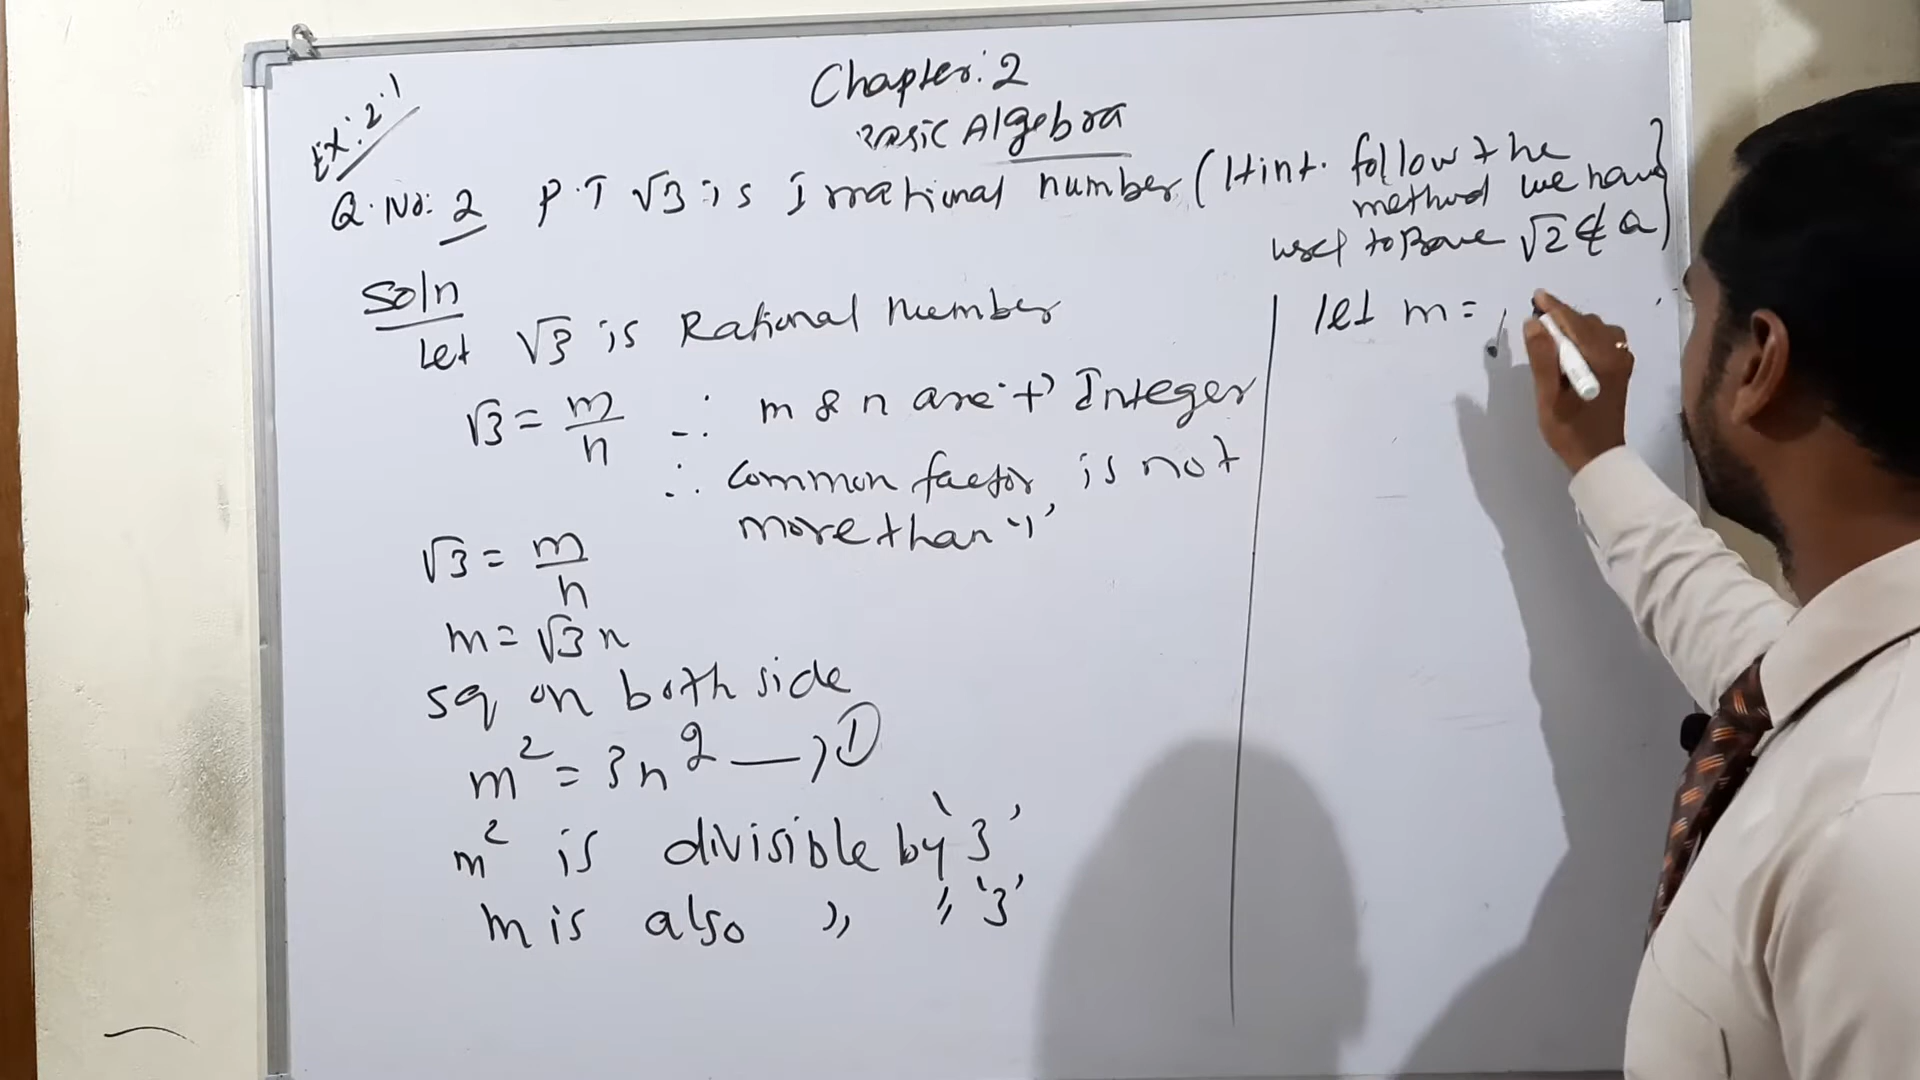 Chapter: 2
Basic Algebra
Ex: 2.1
Q.No: 2 P.T √3 is Irrational number (Hint. follow the
method we have
used to Prove √2 ∉ Q)
Soln
Let √3 is Rational Number
√3 = m/n ∴ m & n are '+' Integer
∴ Common factor is not
more than '1'
√3 = m/n
m = √3 n
sq on both side
m² = 3n² —> ①
m² is divisible by '3'
m is also ,, ,, '3'
let m =